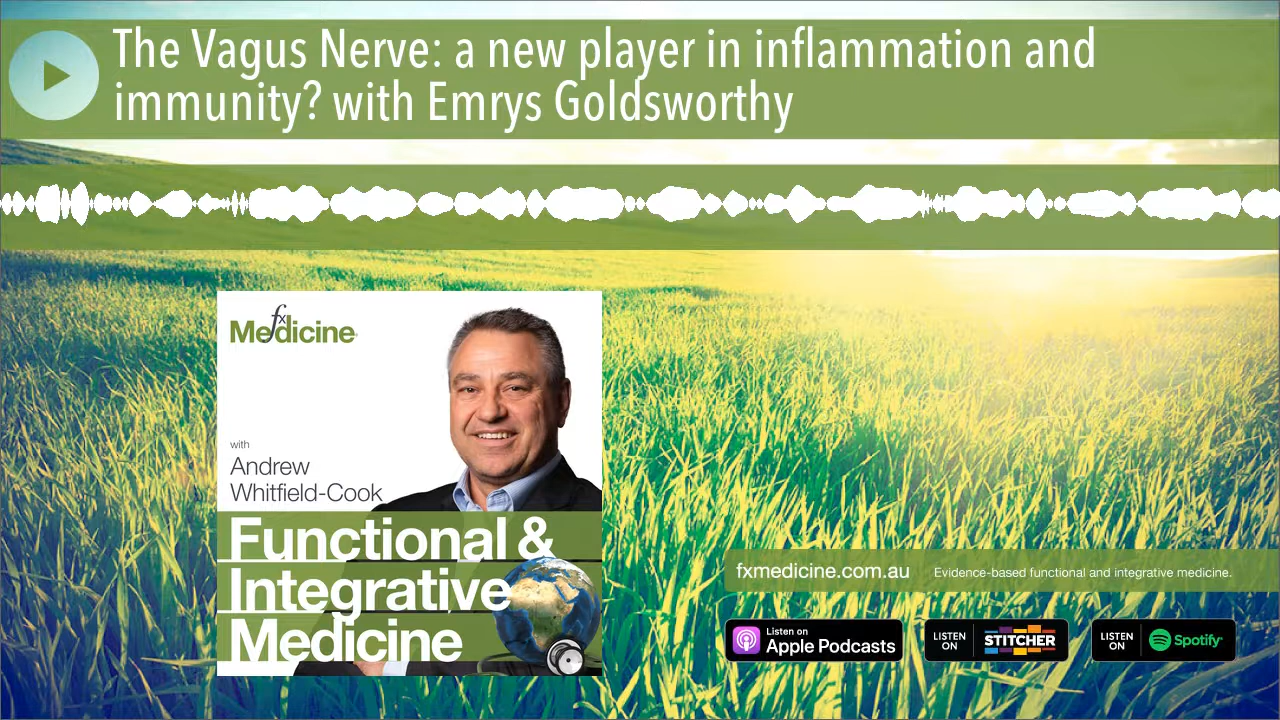 The Vagus Nerve: a new player in inflammation and
immunity? with Emrys Goldsworthy
fx
Medicine
with
Andrew
Whitfield-Cook
Functional &
Integrative
Medicine
fxmedicine.com.au
Evidence-based functional and integrative medicine.
Listen on
Apple Podcasts
LISTEN
ON
STITCHER
LISTEN
ON
Spotify